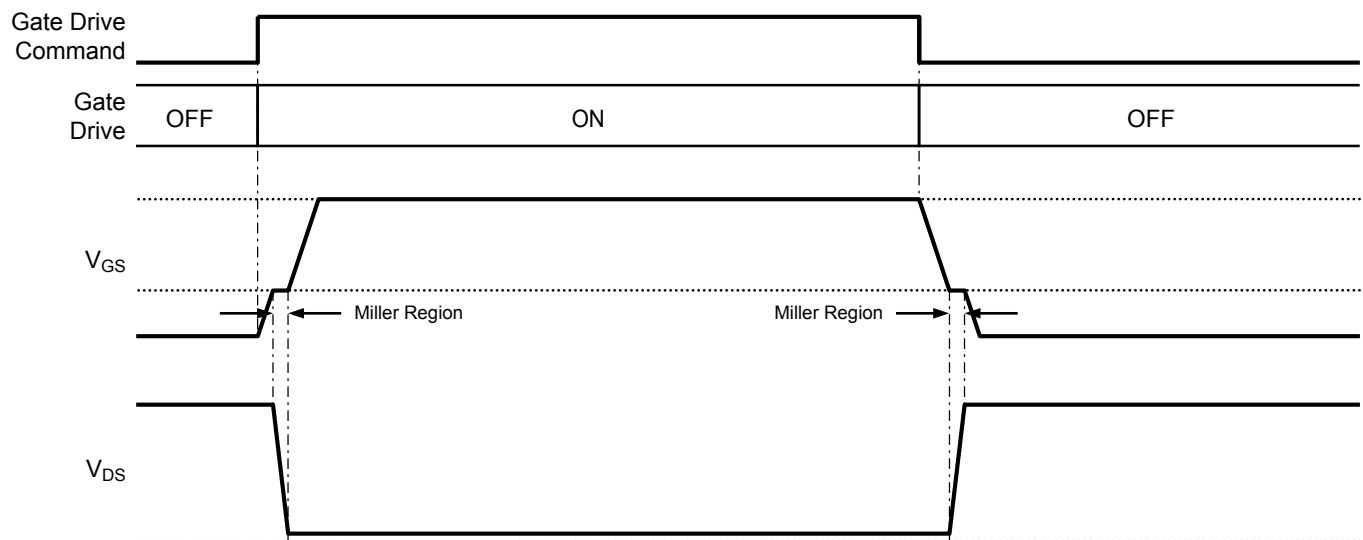 Gate Drive
Command
Gate
Drive
OFF
ON
OFF
VGS
Miller Region
Miller Region
VDS